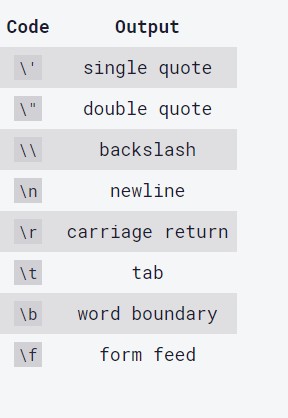 Code Output
\' single quote
\" double quote
\\ backslash
\n newline
\r carriage return
\t tab
\b word boundary
\f form feed